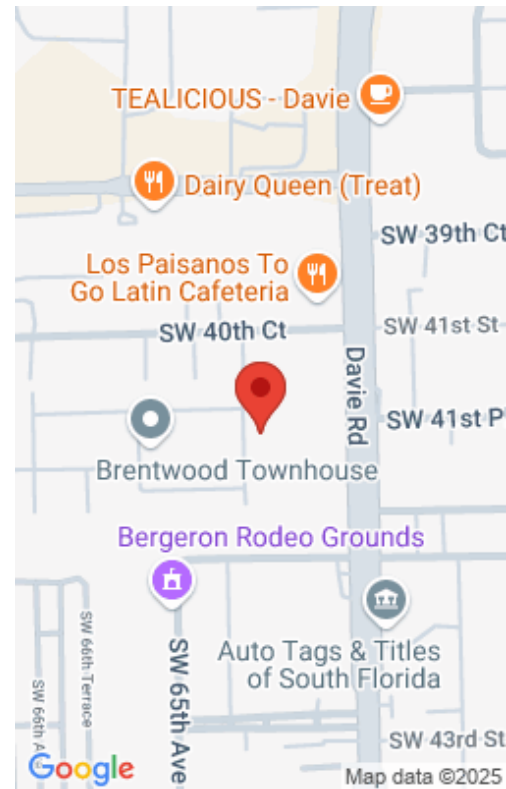 TEALICIOUS - Davie
Dairy Queen (Treat)
SW 39th Ct
Los Paisanos To
Go Latin Cafeteria
SW 40th Ct
SW 41st St
Davie Rd
SW 41st P
Brentwood Townhouse
Bergeron Rodeo Grounds
SW 66th Terrace
SW 66th A
SW 65th Ave
Auto Tags & Titles
of South Florida
SW 43rd St
Google
Map data ©2025